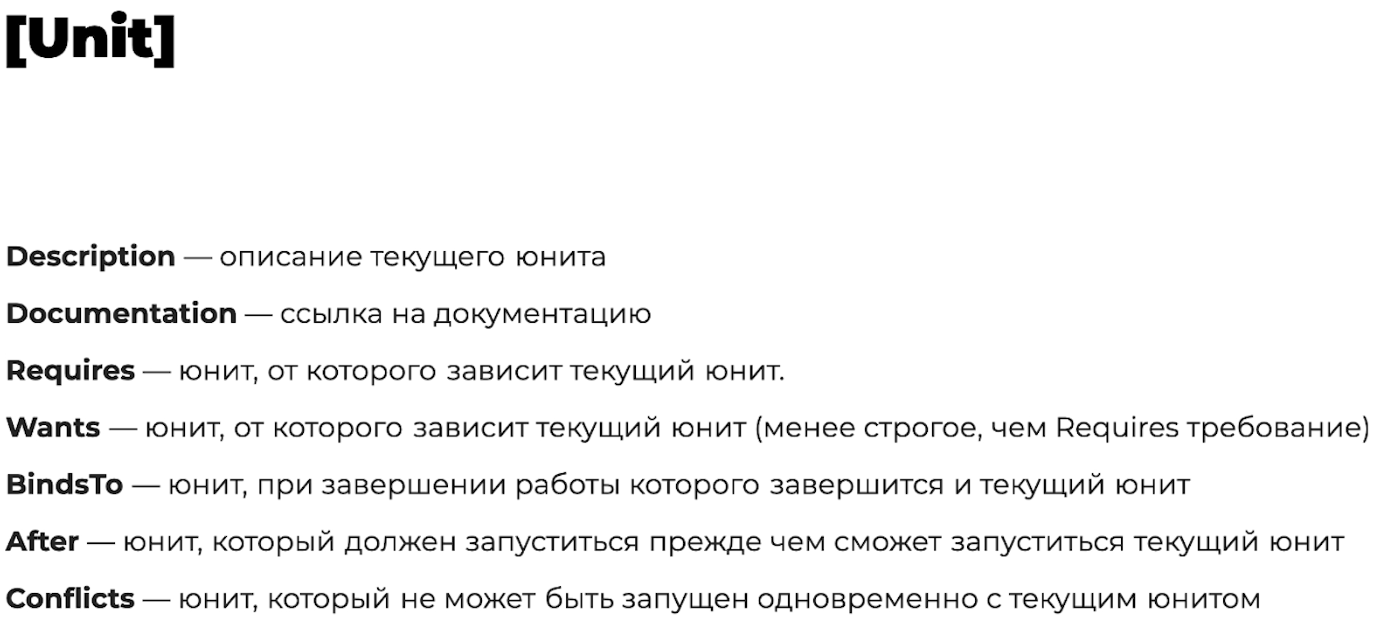 [Unit]
Description — описание текущего юнита
Documentation — ссылка на документацию
Requires — юнит, от которого зависит текущий юнит.
Wants — юнит, от которого зависит текущий юнит (менее строгое, чем Requires требование)
BindsTo — юнит, при завершении работы которого завершится и текущий юнит
After — юнит, который должен запуститься прежде чем сможет запуститься текущий юнит
Conflicts — юнит, который не может быть запущен одновременно с текущим юнитом